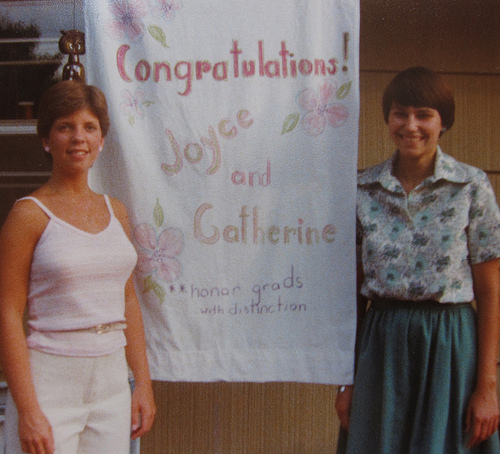 Congratulations!
Joyce
and
Catherine
**honor grads
with distinction